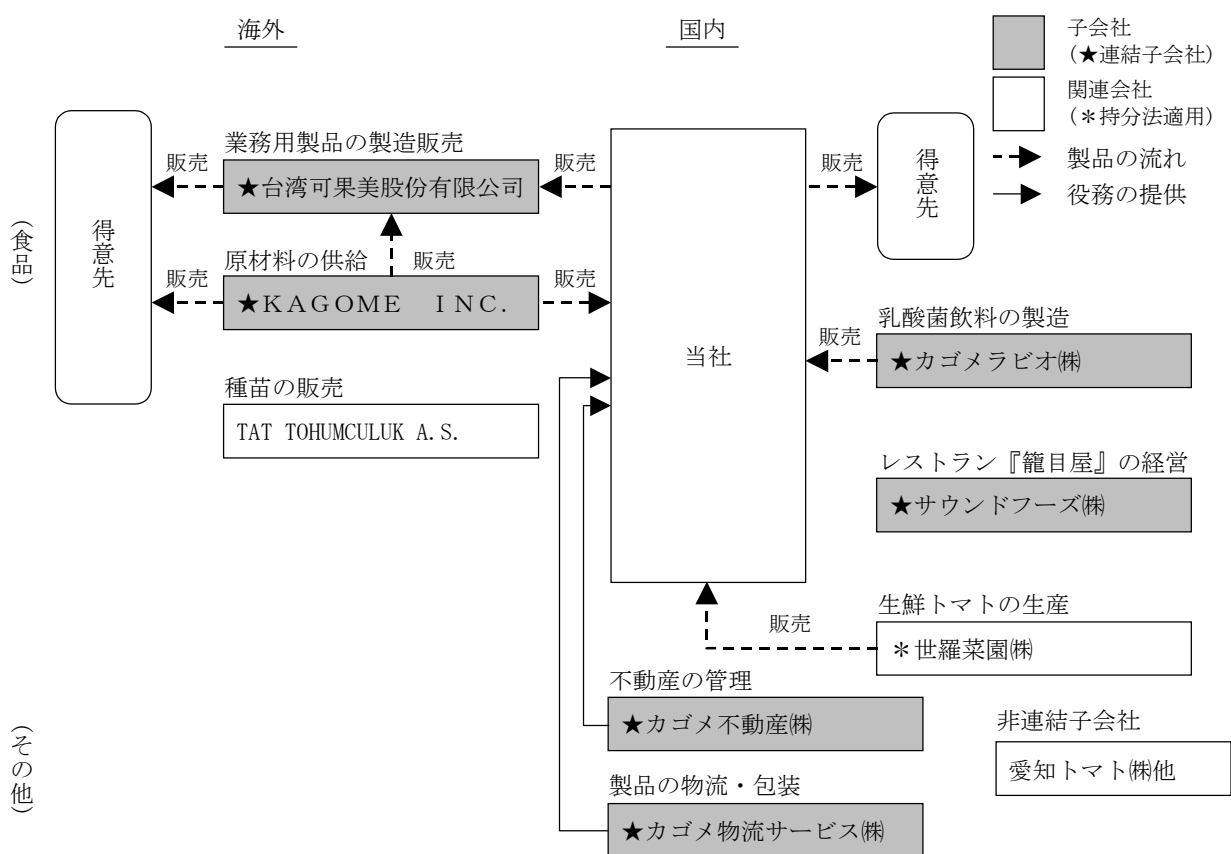 海外
国内
子会社
(★連結子会社)
関連会社
(＊持分法適用)
製品の流れ
役務の提供
(食品)
得意先
業務用製品の製造販売
販売
★台湾可果美股份有限公司
販売
原材料の供給
販売
販売
★ＫＡＧＯＭＥ　ＩＮＣ.
販売
種苗の販売
TAT TOHUMCULUK A.S.
当社
販売
得意先
乳酸菌飲料の製造
販売
★カゴメラビオ㈱
レストラン『籠目屋』の経営
★サウンドフーズ㈱
生鮮トマトの生産
販売
＊世羅菜園㈱
(その他)
不動産の管理
★カゴメ不動産㈱
非連結子会社
愛知トマト㈱他
製品の物流・包装
★カゴメ物流サービス㈱